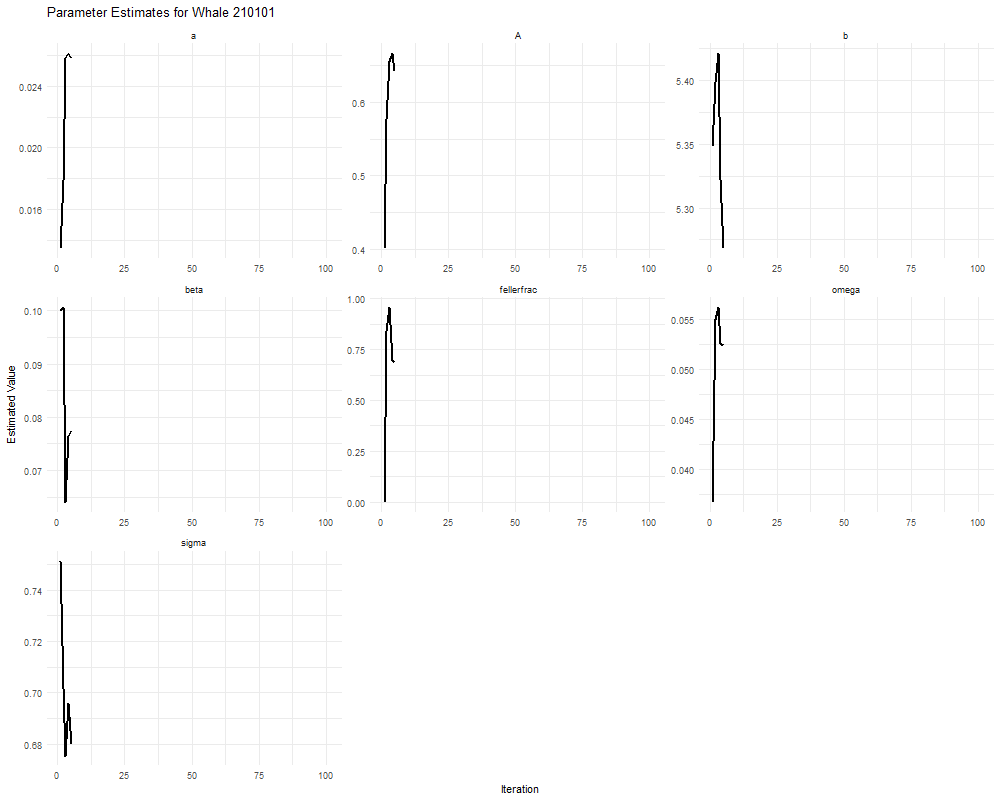 Parameter Estimates for Whale 210101
a
A
b
0.024
0.020
0.016
0.6
0.5
0.4
5.40
5.35
5.30
0 25 50 75 100
0 25 50 75 100
0 25 50 75 100
beta
fellerfrac
omega
0.10
0.09
0.08
0.07
1.00
0.75
0.50
0.25
0.00
0.055
0.050
0.045
0.040
0 25 50 75 100
0 25 50 75 100
0 25 50 75 100
sigma
0.74
0.72
0.70
0.68
0 25 50 75 100
Estimated Value
Iteration